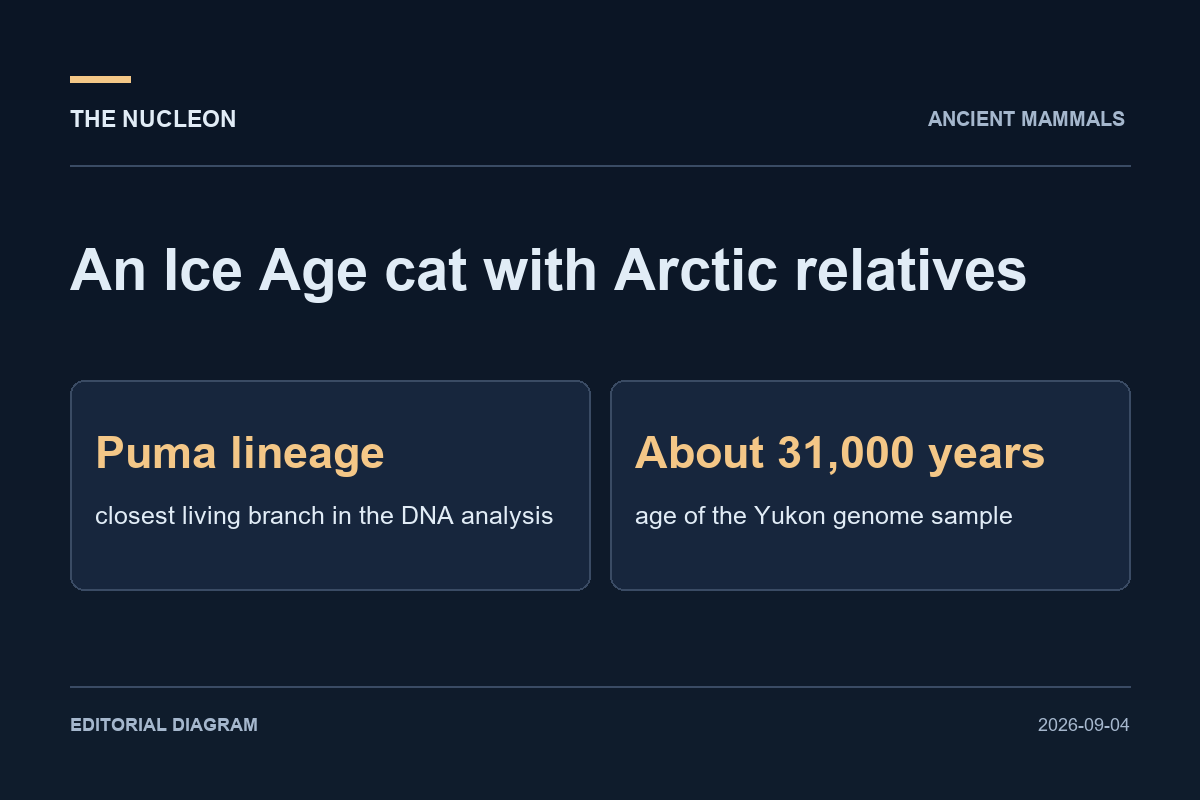 THE NUCLEON
ANCIENT MAMMALS
An Ice Age cat with Arctic relatives
Puma lineage
closest living branch in the DNA analysis
About 31,000 years
age of the Yukon genome sample
EDITORIAL DIAGRAM
2026-09-04